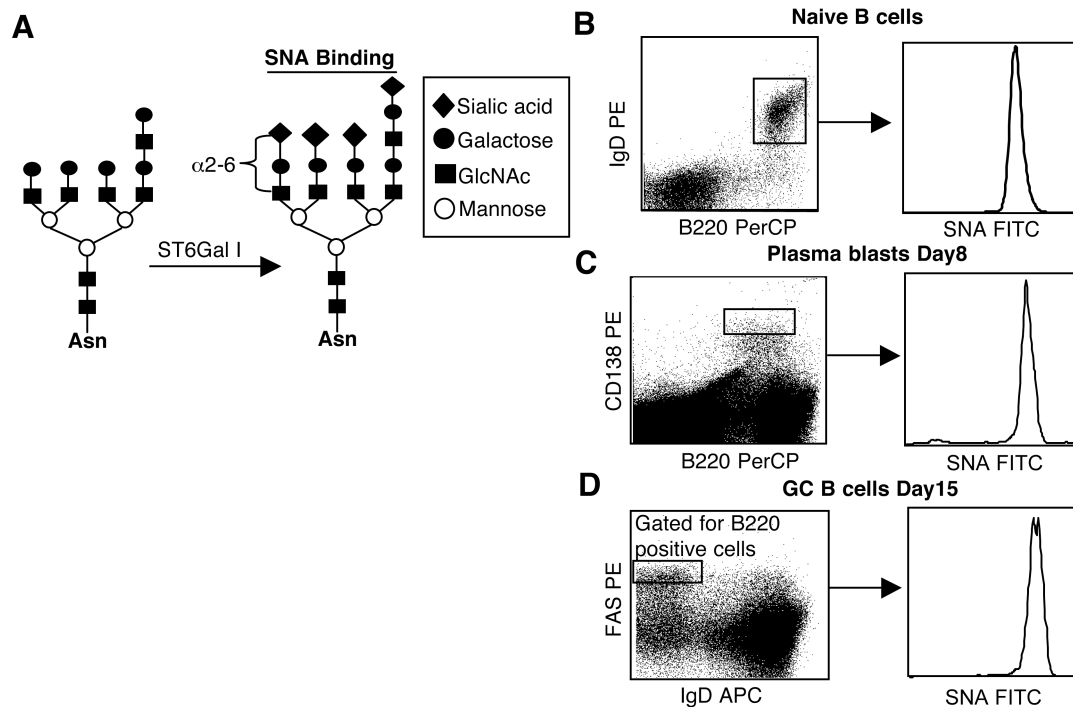 A
SNA Binding
α2-6
Sialic acid
Galactose
GlcNAc
Mannose
ST6Gal I
Asn
Asn
B
Naive B cells
IgD PE
B220 PerCP
SNA FITC
C
Plasma blasts Day8
CD138 PE
B220 PerCP
SNA FITC
D
GC B cells Day15
Gated for B220
positive cells
FAS PE
IgD APC
SNA FITC